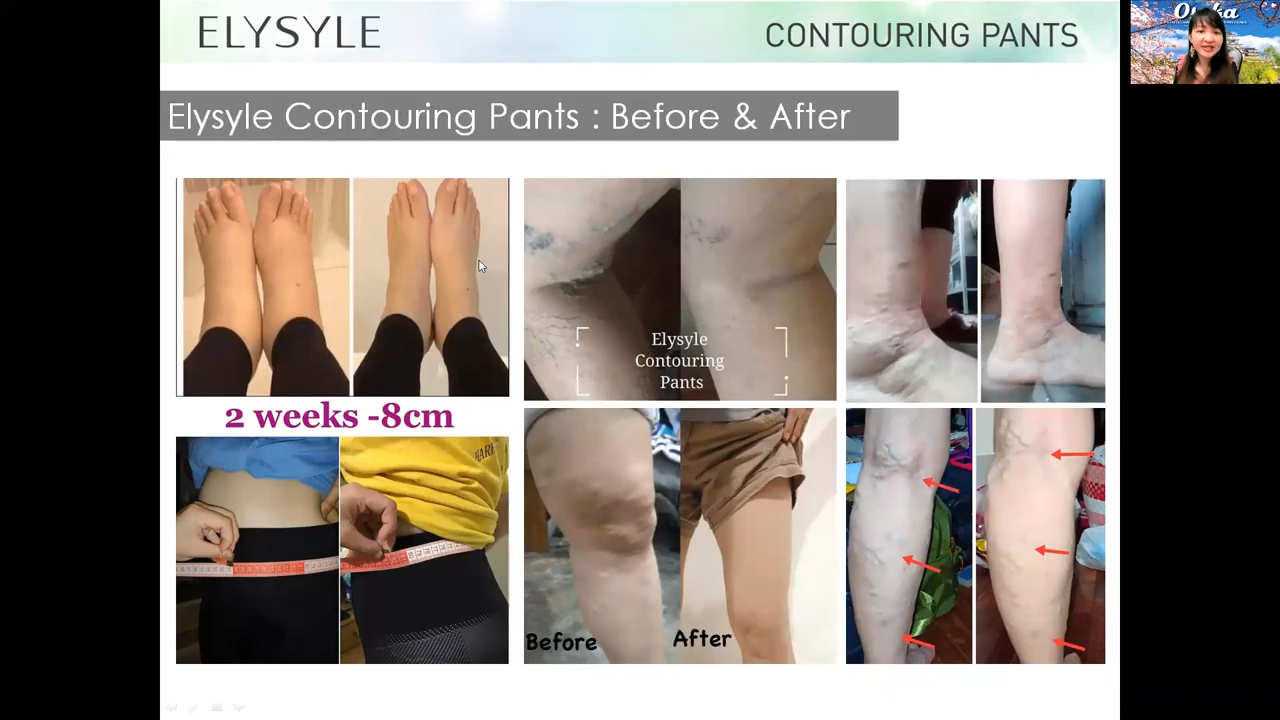 ELYSYLE
CONTOURING PANTS
Elysyle Contouring Pants : Before & After
Elysyle
Contouring
Pants
2 weeks -8cm
Before
After